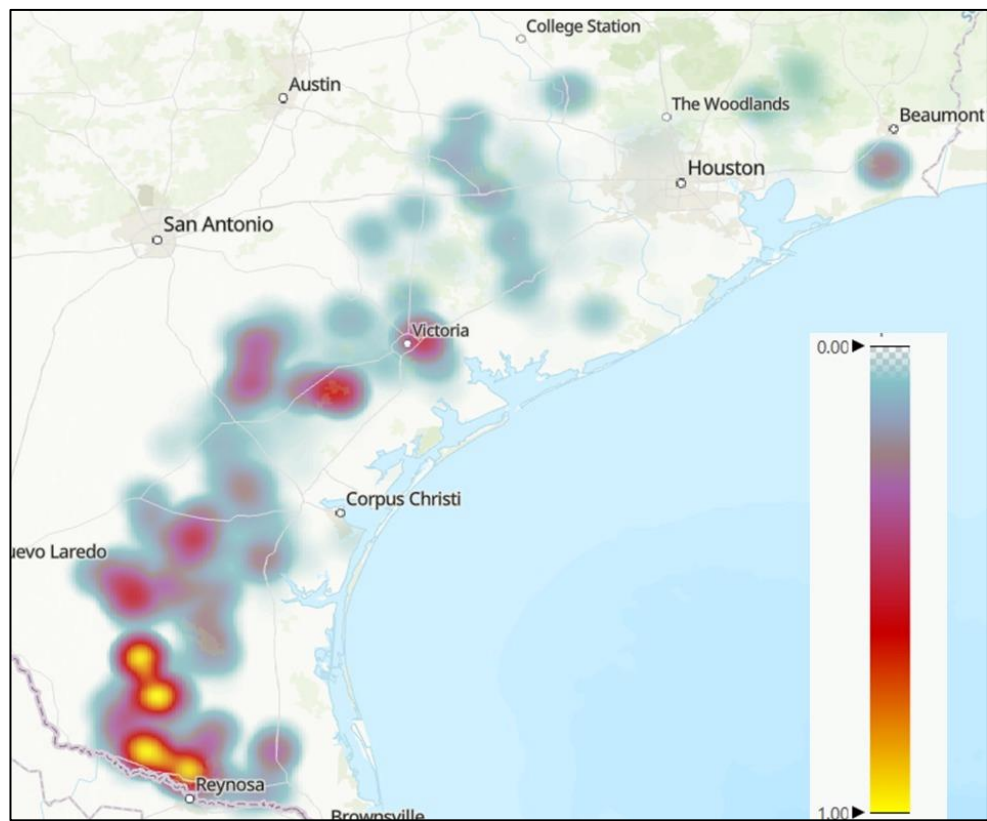 College Station
Austin
The Woodlands
Beaumont
Houston
San Antonio
Victoria
0.00
Corpus Christi
uevo Laredo
Reynosa
1.00
Brownsville